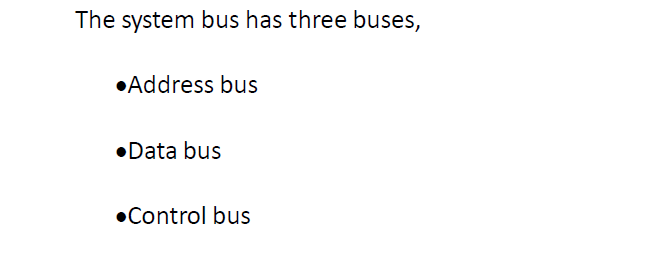 The system bus has three buses,
•Address bus
•Data bus
•Control bus